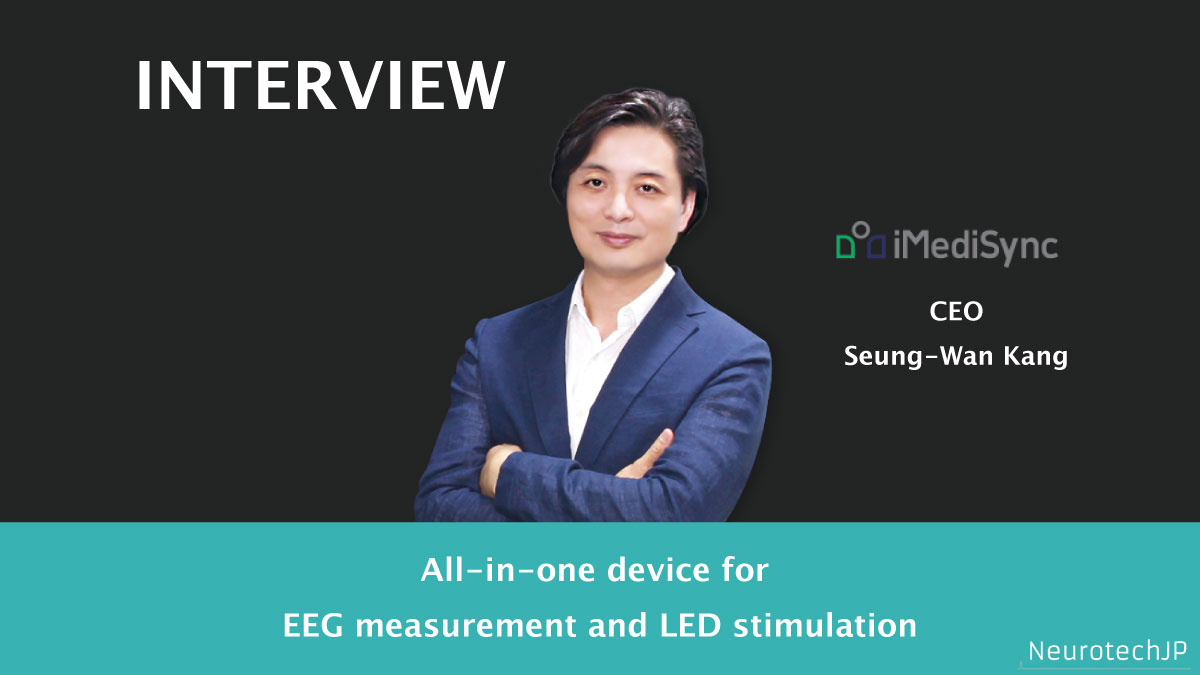 INTERVIEW
iMediSync
CEO
Seung-Wan Kang
All-in-one device for
EEG measurement and LED stimulation
NeurotechJP